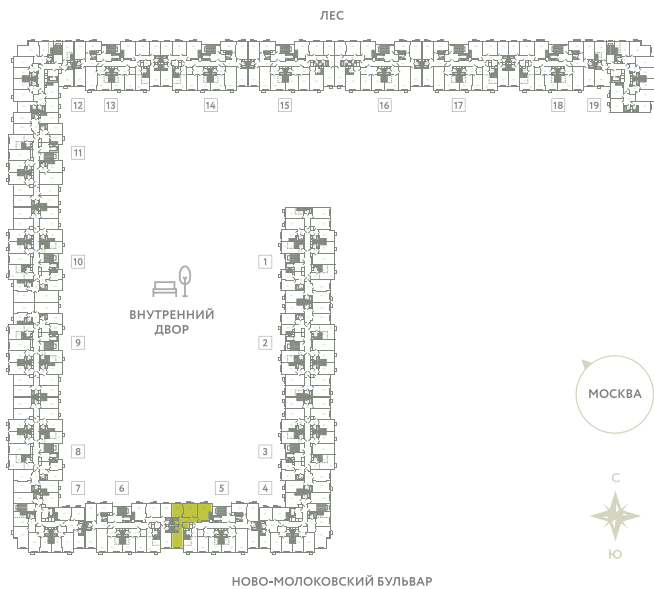 ЛЕС
12 13 14 15 16 17 18 19
11
10 1
ВНУТРЕННИЙ
ДВОР
9 2
МОСКВА
8 3
С
7 6 5 4
Ю
НОВО-МОЛОКОВСКИЙ БУЛЬВАР